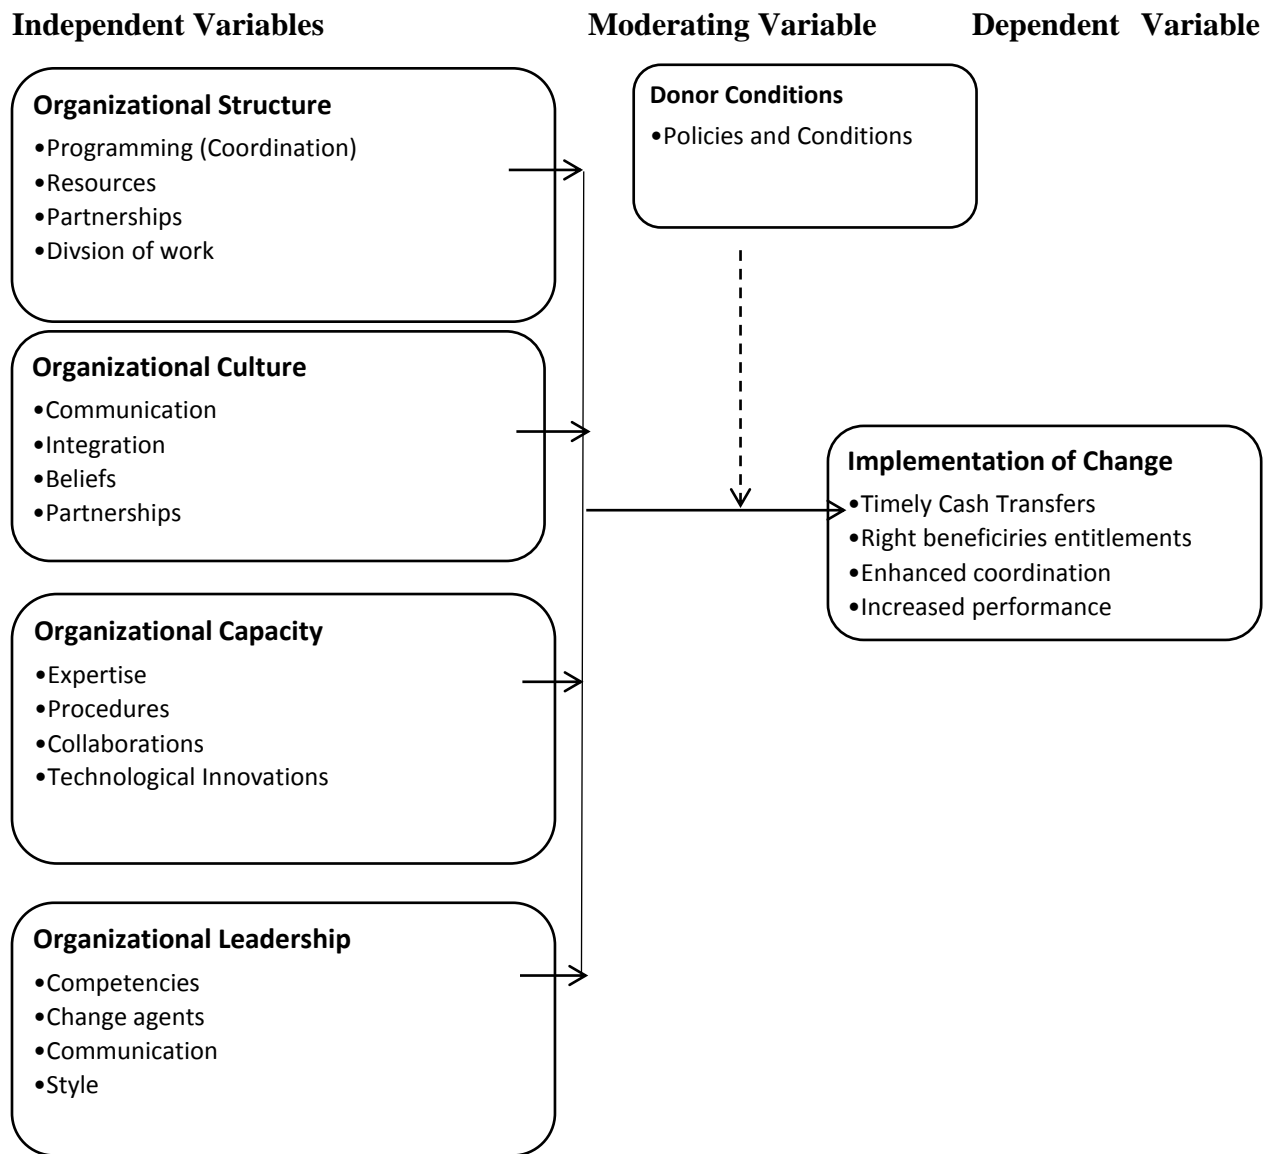 Independent Variables
Moderating Variable
Dependent Variable
Organizational Structure
•Programming (Coordination)
•Resources
•Partnerships
•Divsion of work
Donor Conditions
•Policies and Conditions
Organizational Culture
•Communication
•Integration
•Beliefs
•Partnerships
Implementation of Change
•Timely Cash Transfers
•Right beneficiries entitlements
•Enhanced coordination
•Increased performance
Organizational Capacity
•Expertise
•Procedures
•Collaborations
•Technological Innovations
Organizational Leadership
•Competencies
•Change agents
•Communication
•Style